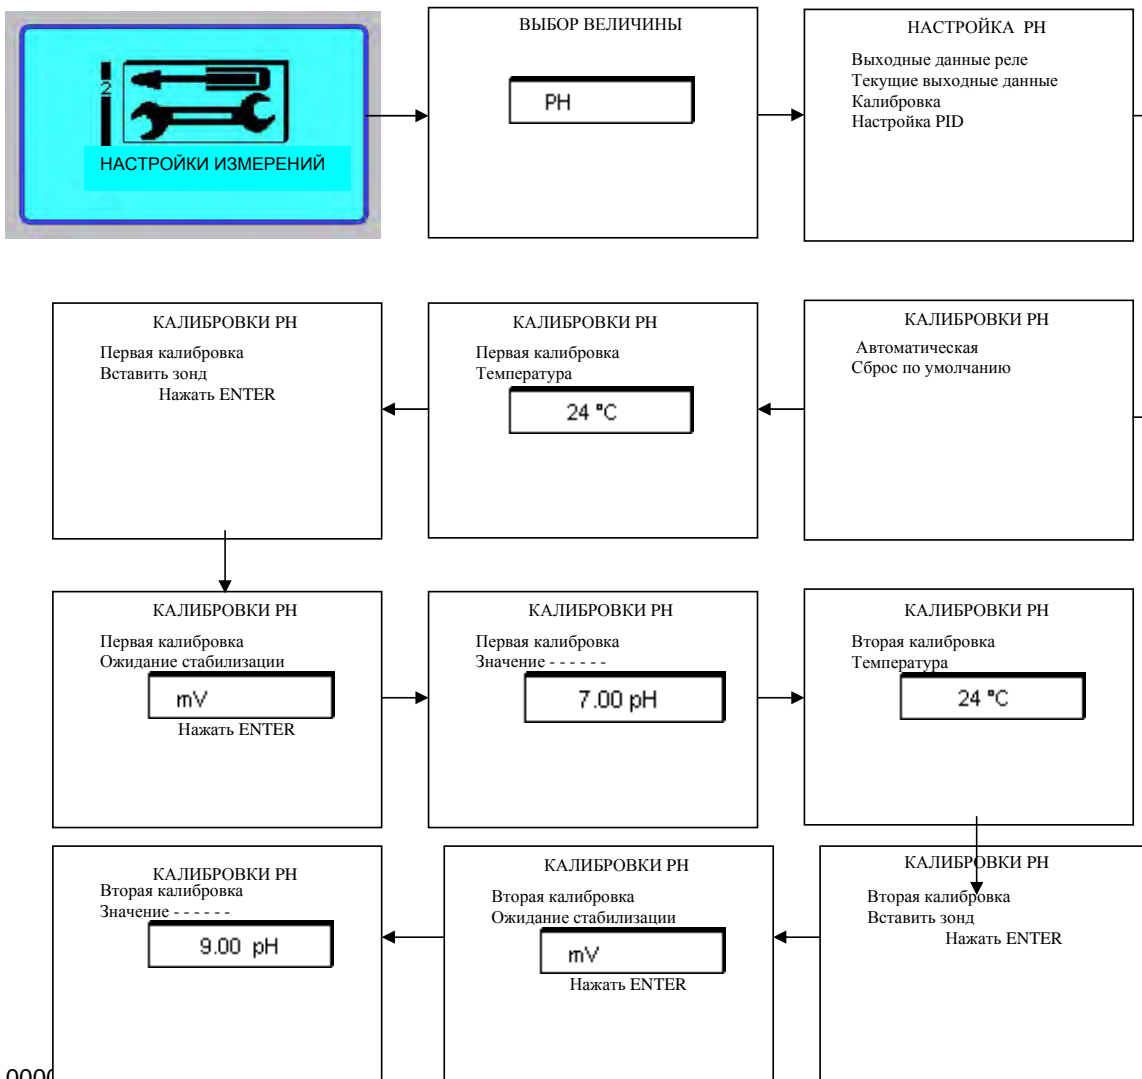 2
НАСТРОЙКИ ИЗМЕРЕНИЙ
ВЫБОР ВЕЛИЧИНЫ
PH
НАСТРОЙКА PH
Выходные данные реле
Текущие выходные данные
Калибровка
Настройка PID
КАЛИБРОВКИ PH
Автоматическая
Сброс по умолчанию
КАЛИБРОВКИ PH
Первая калибровка
Температура
24 °C
КАЛИБРОВКИ PH
Первая калибровка
Вставить зонд
Нажать ENTER
КАЛИБРОВКИ PH
Первая калибровка
Ожидание стабилизации
mV
Нажать ENTER
КАЛИБРОВКИ PH
Первая калибровка
Значение - - - - - -
7.00 pH
КАЛИБРОВКИ PH
Вторая калибровка
Температура
24 °C
КАЛИБРОВКИ PH
Вторая калибровка
Вставить зонд
Нажать ENTER
КАЛИБРОВКИ PH
Вторая калибровка
Ожидание стабилизации
mV
Нажать ENTER
КАЛИБРОВКИ PH
Вторая калибровка
Значение - - - - - -
9.00 pH